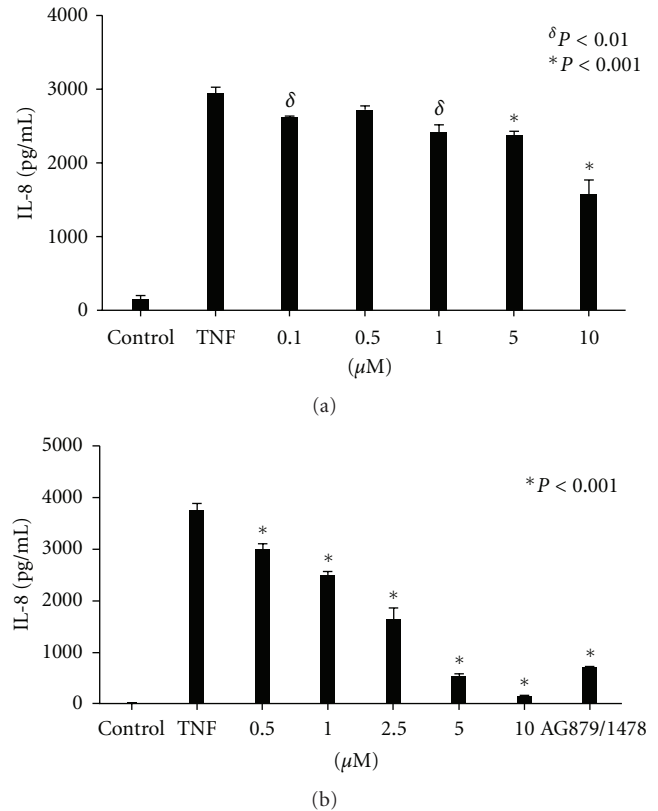 4000
3000
2000
1000
0
IL-8 (pg/mL)
δP < 0.01
*P < 0.001
δ
δ
*
*
Control TNF 0.1 0.5 1 5 10
(μM)
(a)
5000
4000
3000
2000
1000
0
IL-8 (pg/mL)
*P < 0.001
*
*
*
*
*
*
Control TNF 0.5 1 2.5 5 10 AG879/1478
(μM)
(b)